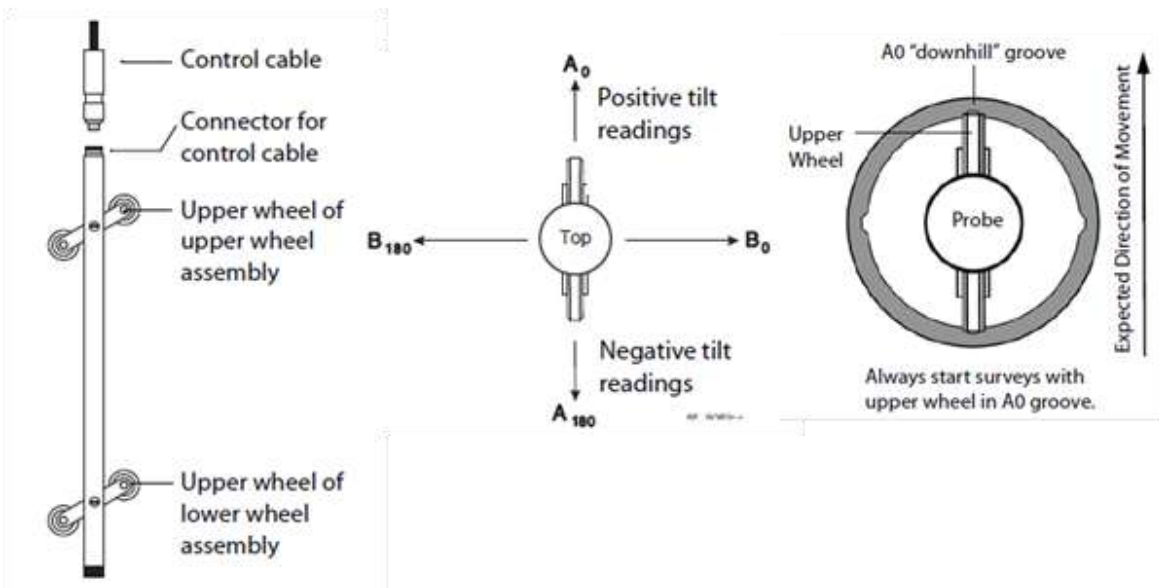 Control cable
Connector for
control cable
Upper wheel of
upper wheel
assembly
Upper wheel of
lower wheel
assembly
A0
Positive tilt
readings
B180
Top
B0
Negative tilt
readings
A180
A0 "downhill" groove
Upper
Wheel
Probe
Expected Direction of Movement
Always start surveys with
upper wheel in A0 groove.